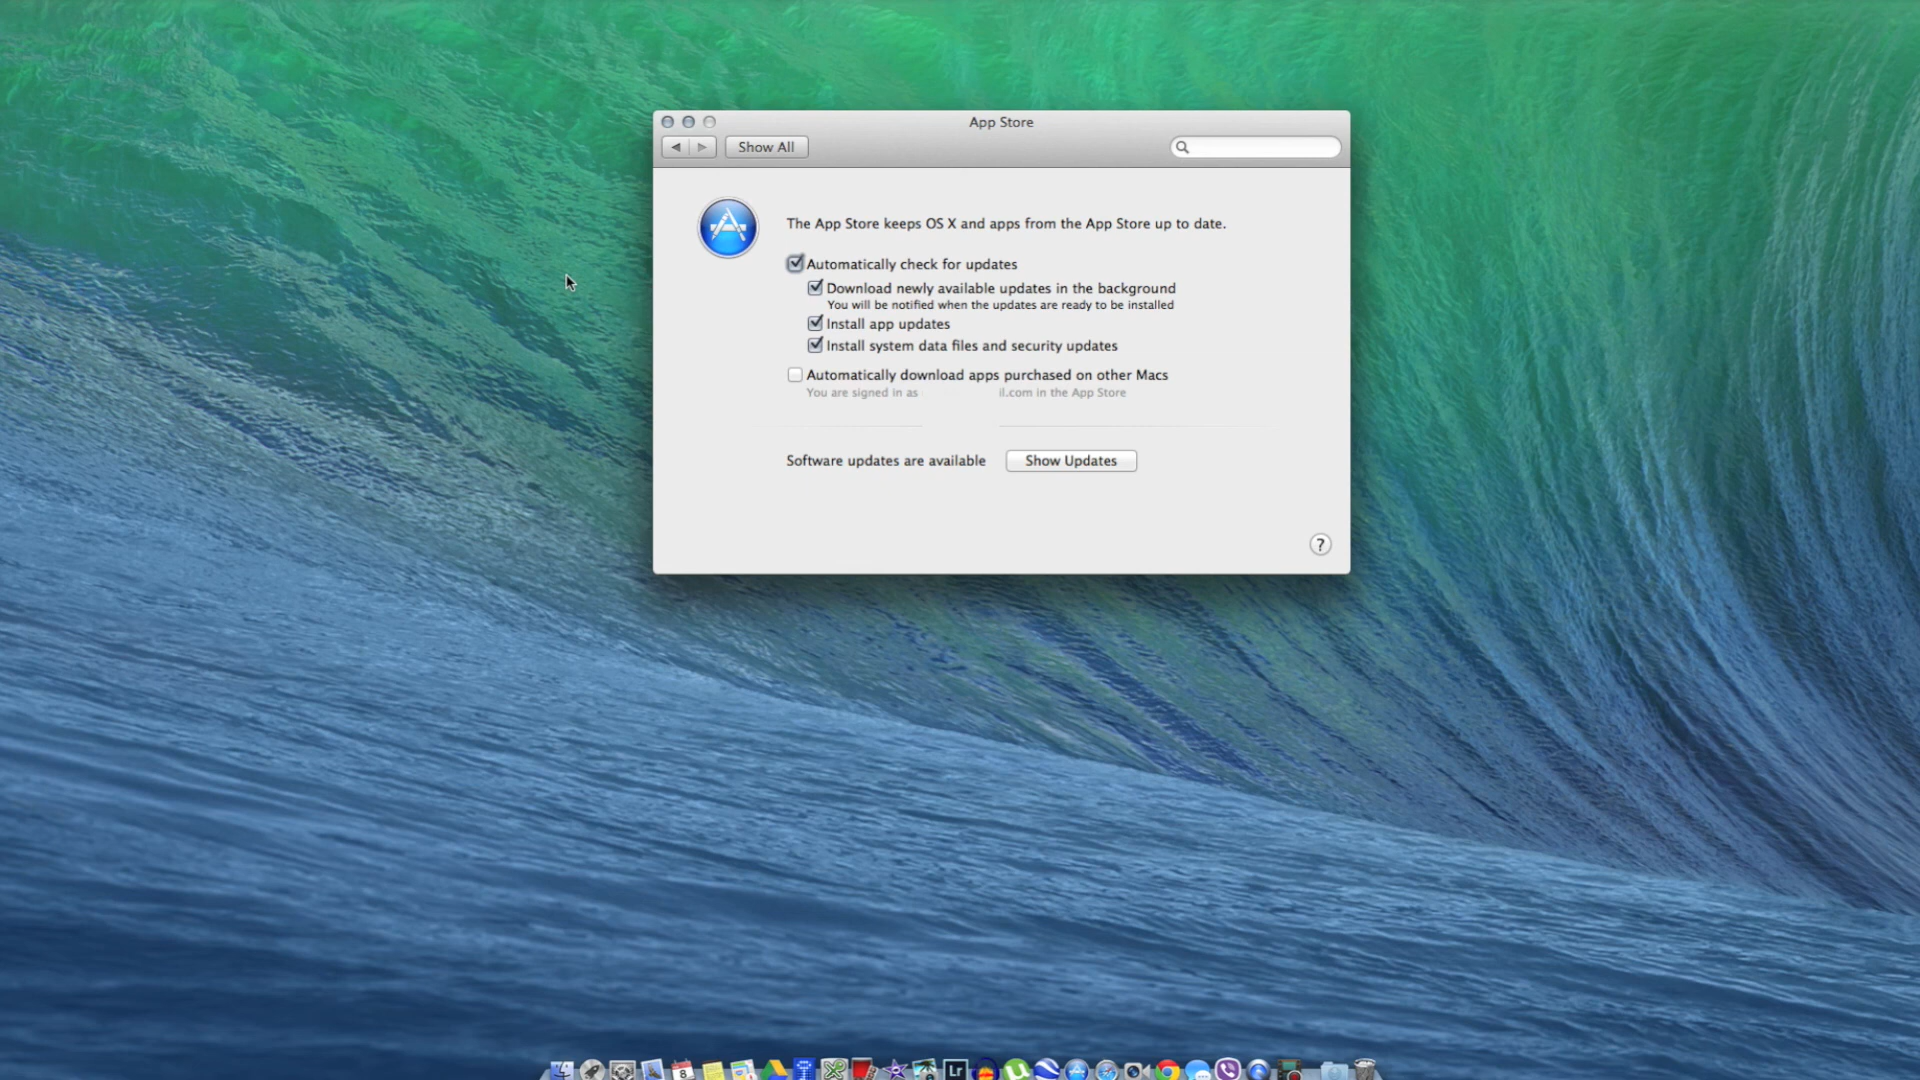 App Store
Show All
The App Store keeps OS X and apps from the App Store up to date.
Automatically check for updates
Download newly available updates in the background
You will be notified when the updates are ready to be installed
Install app updates
Install system data files and security updates
Automatically download apps purchased on other Macs
You are signed in as il.com in the App Store
Software updates are available Show Updates
?
8 Lr